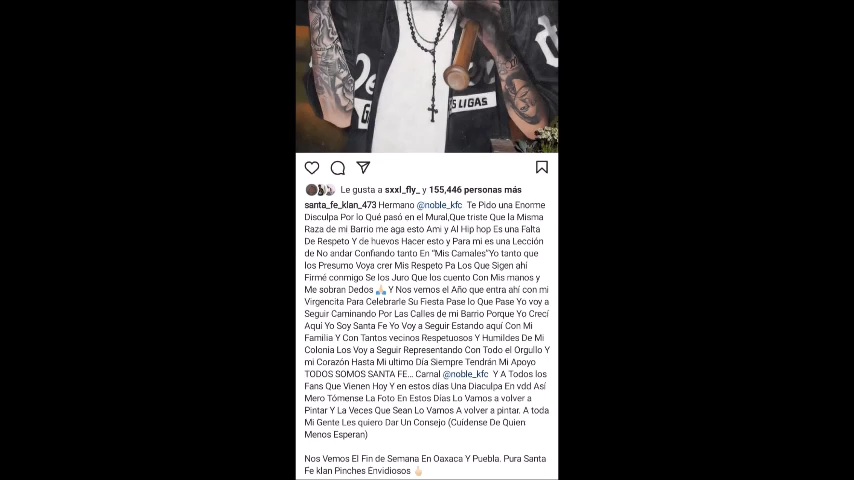 5 LIGAS
Le gusta a sxxl_fly_ y 155,446 personas más
santa_fe_klan_473 Hermano @noble_kfc Te Pido una Enorme
Disculpa Por lo Qué pasó en el Mural,Que triste Que la Misma
Raza de mi Barrio me aga esto Ami y Al Hip hop Es una Falta
De Respeto Y de huevos Hacer esto y Para mi es una Lección
de No andar Confiando tanto En "Mis Carnales"Yo tanto que
los Presumo Voya crer Mis Respeto Pa Los Que Sigen ahi
Firmé conmigo Se los Juro Que los cuento Con Mis manos y
Me sobran Dedos 🙏🏻 Y Nos vemos el Año que entra ahí con mi
Virgencita Para Celebrarle Su Fiesta Pase lo Que Pase Yo voy a
Seguir Caminando Por Las Calles de mi Barrio Porque Yo Crecí
Aquí Yo Soy Santa Fe Yo Voy a Seguir Estando aquí Con Mi
Familia Y Con Tantos vecinos Respetuosos Y Humildes De Mi
Colonia Los Voy a Seguir Representando Con Todo el Orgullo Y
mi Corazón Hasta Mi ultimo Día Siempre Tendrán Mi Apoyo
TODOS SOMOS SANTA FE... Carnal @noble_kfc Y A Todos los
Fans Que Vienen Hoy Y en estos días Una Diaculpa En vdd Así
Mero Tómense La Foto En Estos Dias Lo Vamos a volver a
Pintar Y La Veces Que Sean Lo Vamos A volver a pintar. A toda
Mi Gente Les quiero Dar Un Consejo (Cuídense De Quien
Menos Esperan)
Nos Vemos El Fin de Semana En Oaxaca Y Puebla. Pura Santa
Fe klan Pinches Envidiosos 🖕🏻